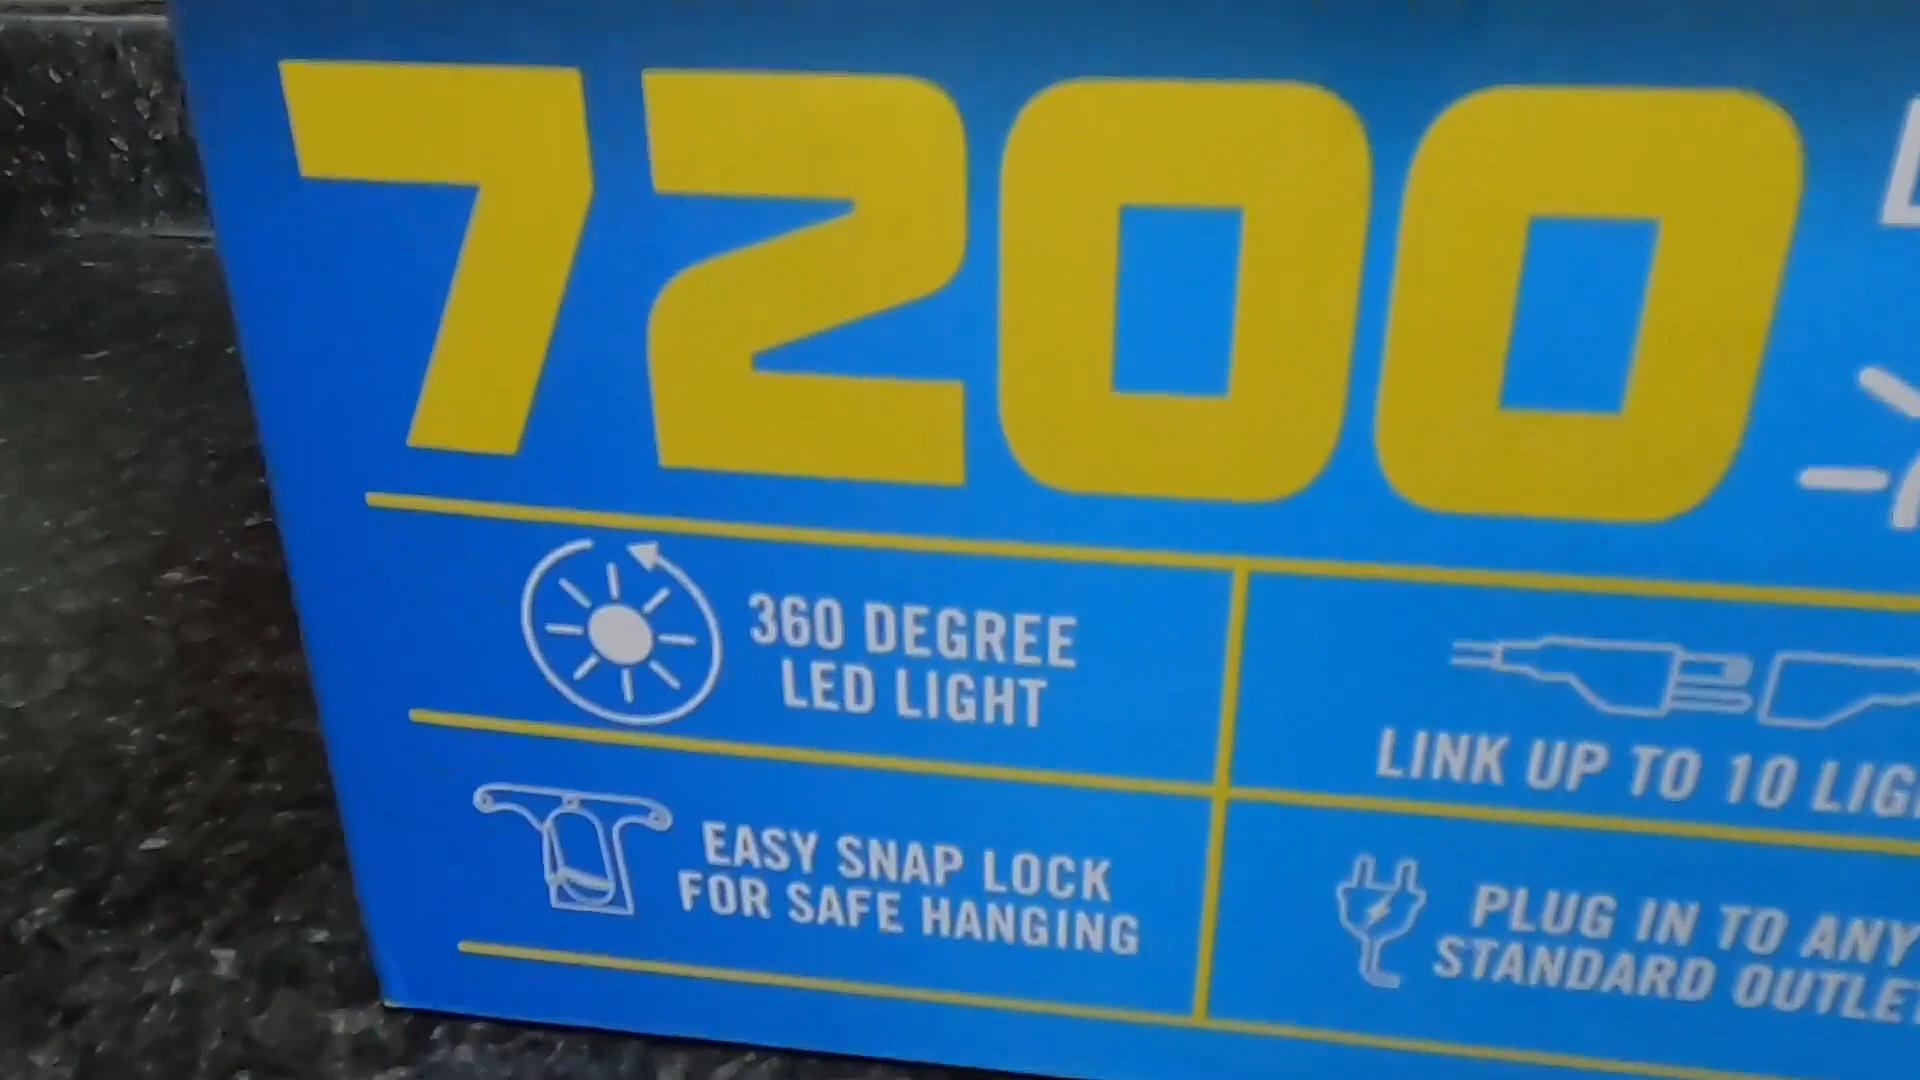 7200
360 DEGREE
LED LIGHT
LINK UP TO 10
EASY SNAP LOCK
FOR SAFE HANGING
PLUG IN TO ANY
STANDARD